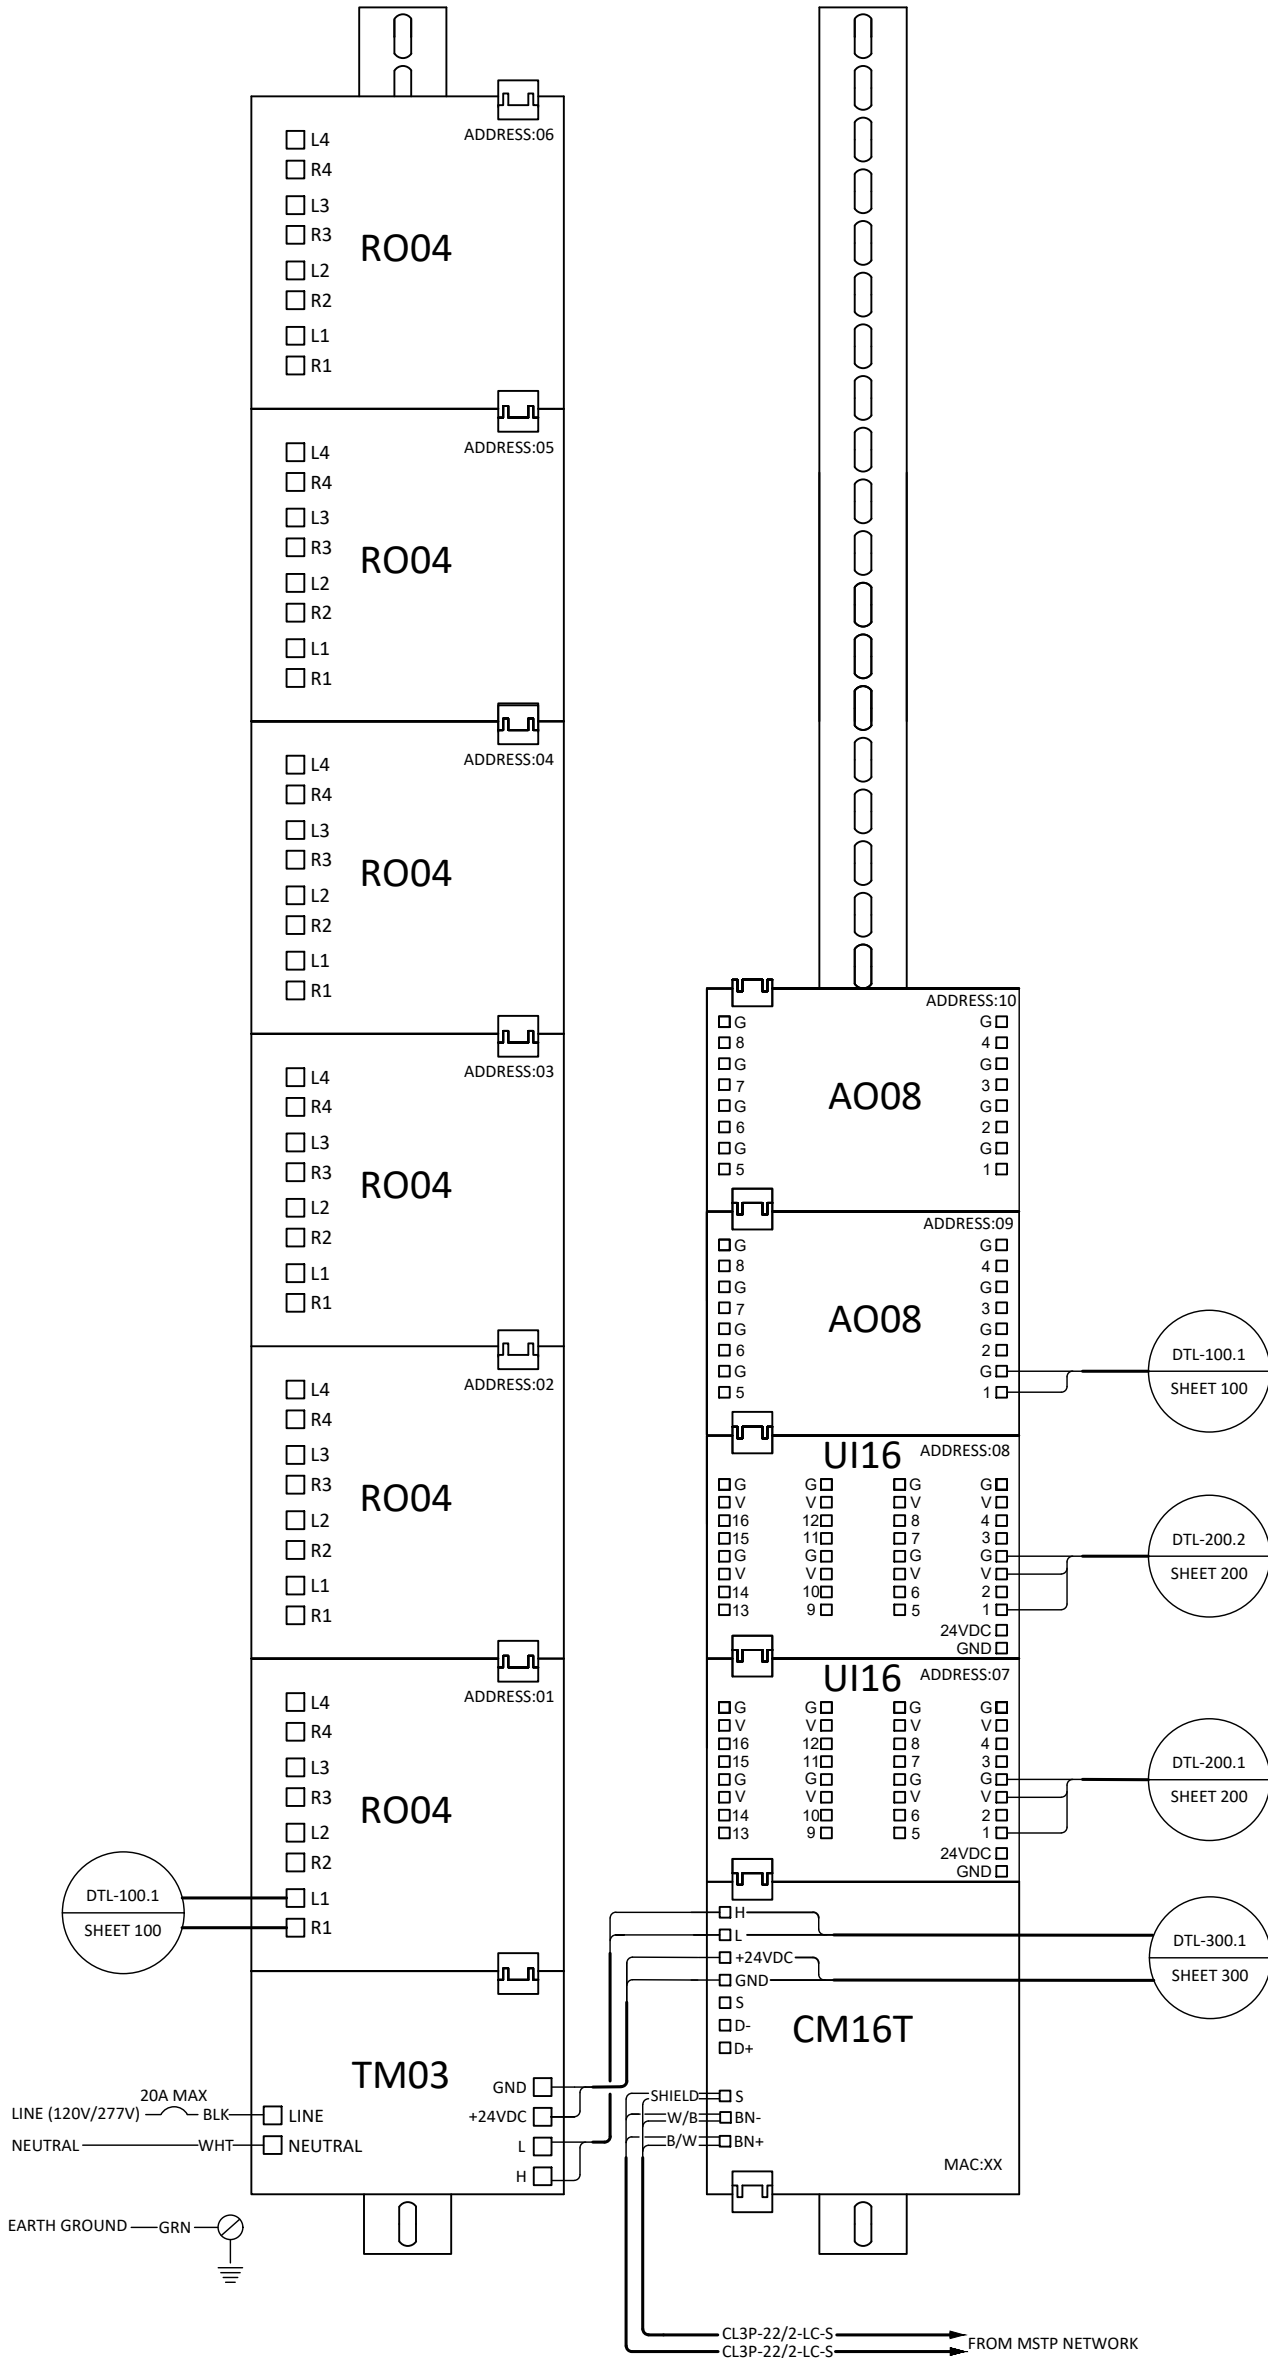 ADDRESS:06
L4
R4
L3
R3
RO04
L2
R2
L1
R1
ADDRESS:05
L4
R4
L3
R3
RO04
L2
R2
L1
R1
ADDRESS:04
L4
R4
L3
R3
RO04
L2
R2
L1
R1
ADDRESS:03
L4
R4
L3
R3
RO04
L2
R2
L1
R1
ADDRESS:02
L4
R4
L3
R3
RO04
L2
R2
L1
R1
ADDRESS:01
L4
R4
L3
R3
RO04
L2
R2
L1
R1
DTL-100.1
SHEET 100
TM03
GND
+24VDC
L
H
20A MAX
LINE (120V/277V) BLK LINE
NEUTRAL WHT NEUTRAL
EARTH GROUND GRN
ADDRESS:10
G G
8 4
G G
7 3
AO08
G G
6 2
G G
5 1
ADDRESS:09
G G
8 4
G G
7 3
AO08
G G
6 2
G G
5 1
DTL-100.1
SHEET 100
UI16 ADDRESS:08
G G G G
V V V V
16 12 8 4
15 11 7 3
G G G G
V V V V
14 10 6 2
13 9 5 1
24VDC
GND
DTL-200.2
SHEET 200
UI16 ADDRESS:07
G G G G
V V V V
16 12 8 4
15 11 7 3
G G G G
V V V V
14 10 6 2
13 9 5 1
24VDC
GND
DTL-200.1
SHEET 200
H
L
+24VDC
GND
S
D-
D+
CM16T
DTL-300.1
SHEET 300
SHIELD S
W/B BN-
B/W BN+
MAC:XX
CL3P-22/2-LC-S
CL3P-22/2-LC-S
FROM MSTP NETWORK